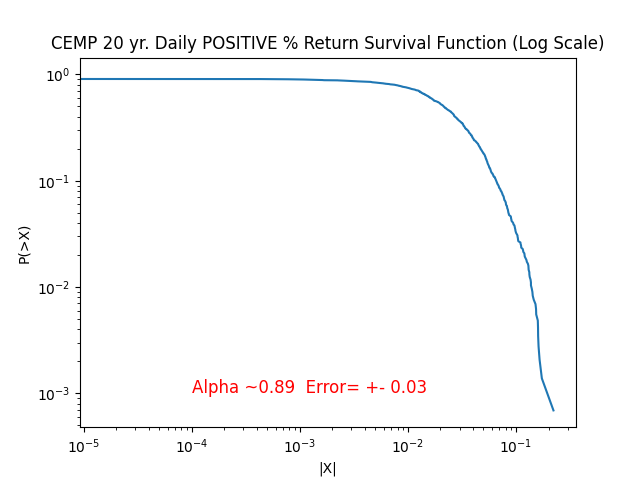 CEMP 20 yr. Daily POSITIVE % Return Survival Function (Log Scale)
10⁰
10⁻¹
10⁻²
10⁻³
P(>X)
Alpha ~0.89  Error= +- 0.03
10⁻⁵ 10⁻⁴ 10⁻³ 10⁻² 10⁻¹
|X|